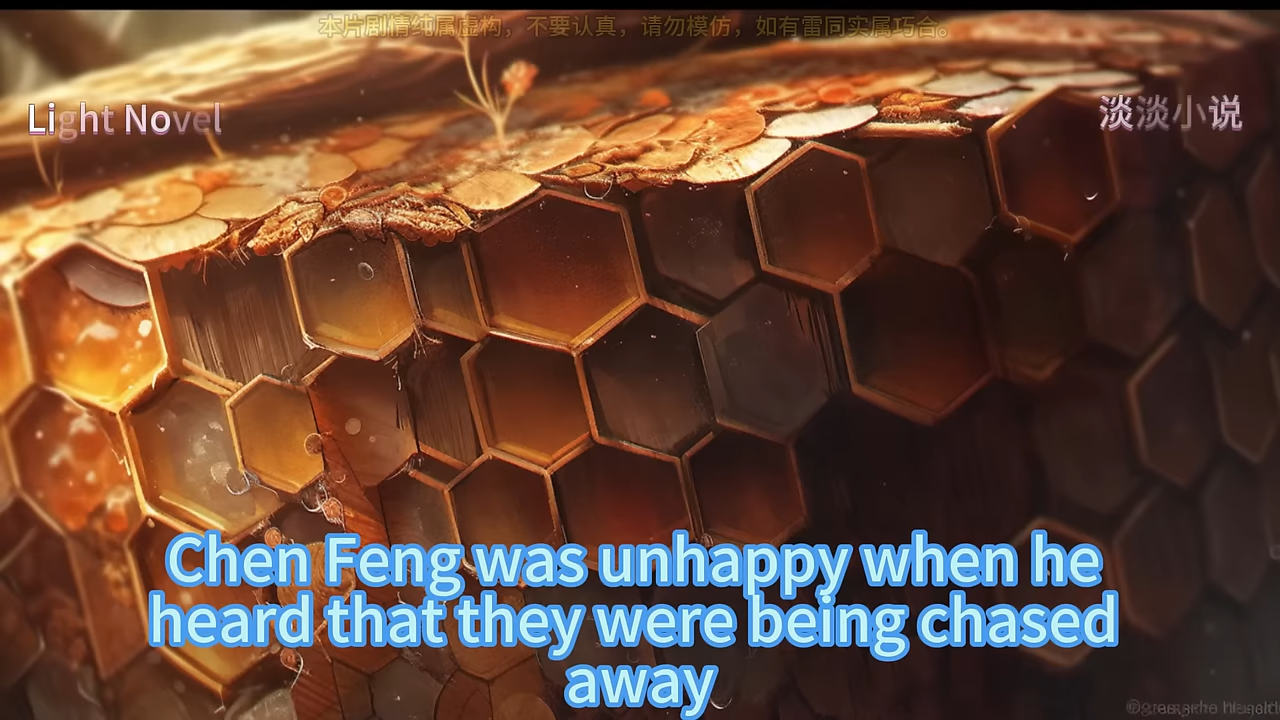 本片剧情纯属虚构，不要认真，请勿模仿，如有雷同实属巧合。
Light Novel
淡淡小说
Chen Feng was unhappy when he
heard that they were being chased
away